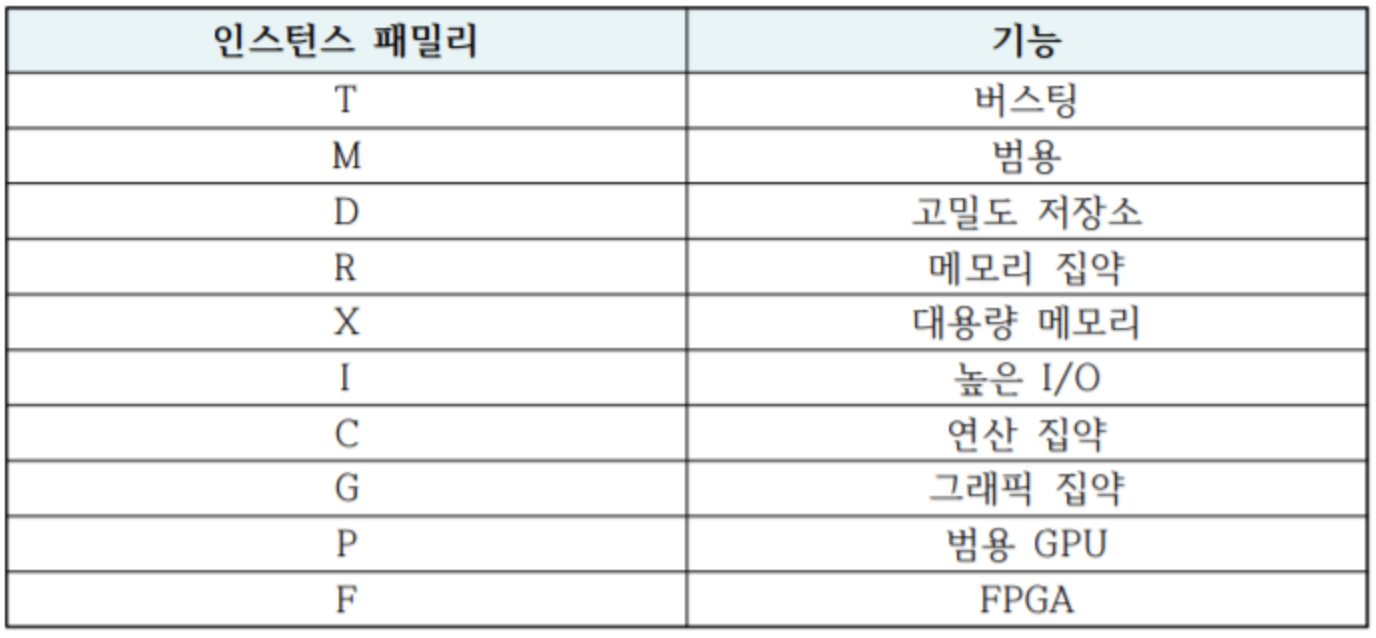 인스턴스 패밀리 기능
T 버스팅
M 범용
D 고밀도 저장소
R 메모리 집약
X 대용량 메모리
I 높은 I/O
C 연산 집약
G 그래픽 집약
P 범용 GPU
F FPGA